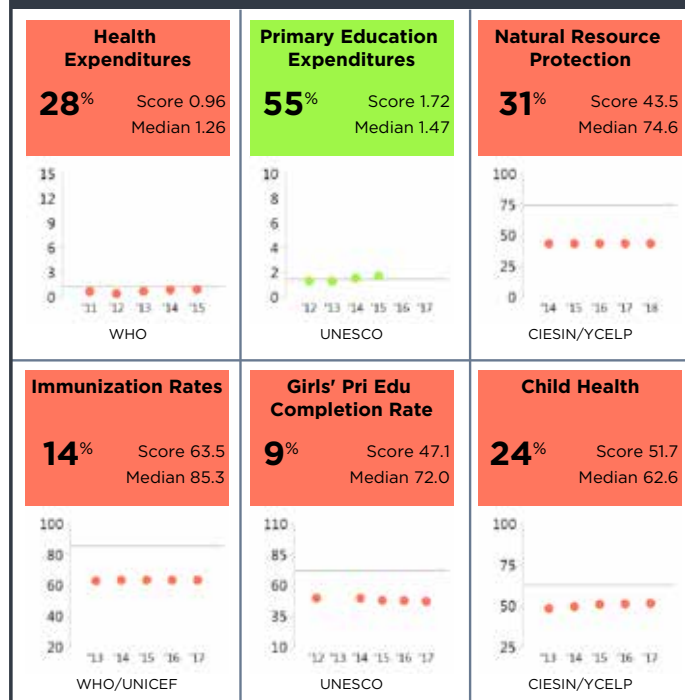 Health
Expenditures
28%
Score 0.96
Median 1.26
15
12
9
6
3
0
'11 '12 '13 '14 '15
WHO
Primary Education
Expenditures
55%
Score 1.72
Median 1.47
10
8
6
4
2
0
'12 '13 '14 '15 '16 '17
UNESCO
Natural Resource
Protection
31%
Score 43.5
Median 74.6
100
75
50
25
0
'14 '15 '16 '17 '18
CIESIN/YCELP
Immunization Rates
14%
Score 63.5
Median 85.3
100
80
60
40
20
'13 '14 '15 '16 '17
WHO/UNICEF
Girls' Pri Edu
Completion Rate
9%
Score 47.1
Median 72.0
110
85
60
35
10
'12 '13 '14 '15 '16 '17
UNESCO
Child Health
24%
Score 51.7
Median 62.6
100
75
50
25
'13 '14 '15 '16 '17
CIESIN/YCELP